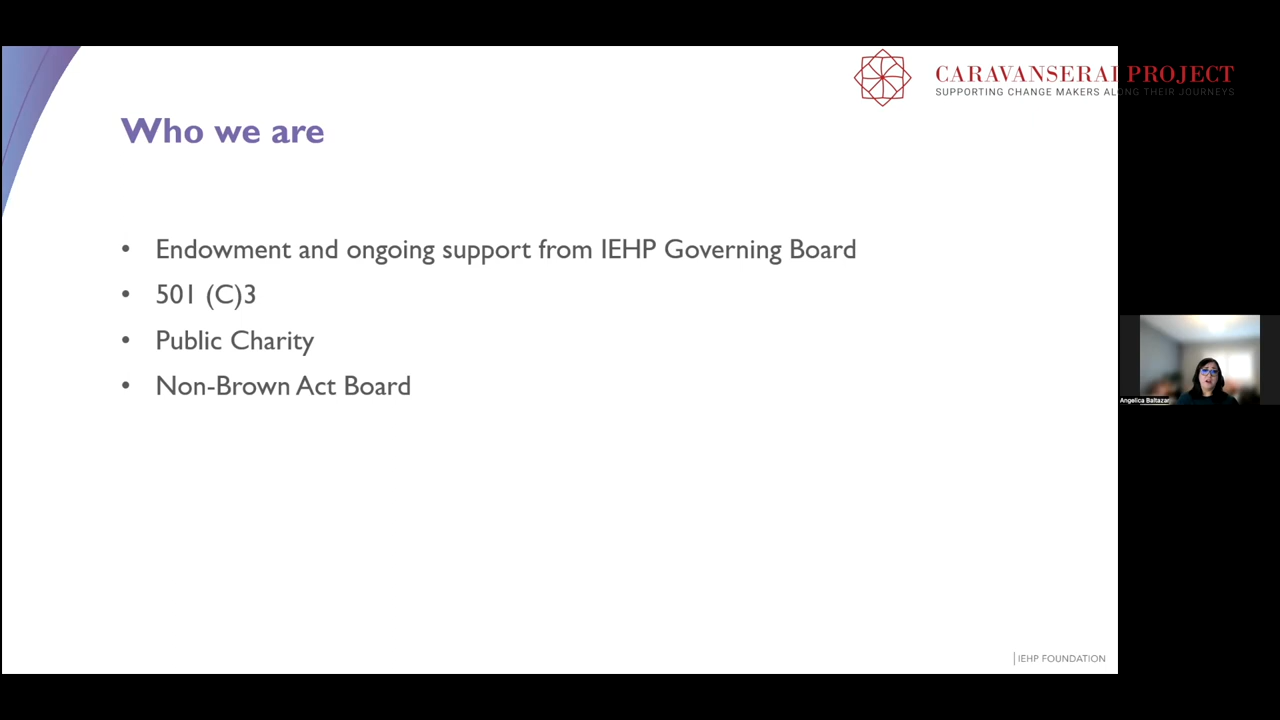 CARAVANSERAI PROJECT
SUPPORTING CHANGE MAKERS ALONG THEIR JOURNEYS
Who we are
• Endowment and ongoing support from IEHP Governing Board
• 501 (C)3
• Public Charity
• Non-Brown Act Board
Angelica Baltazar
IEHP FOUNDATION